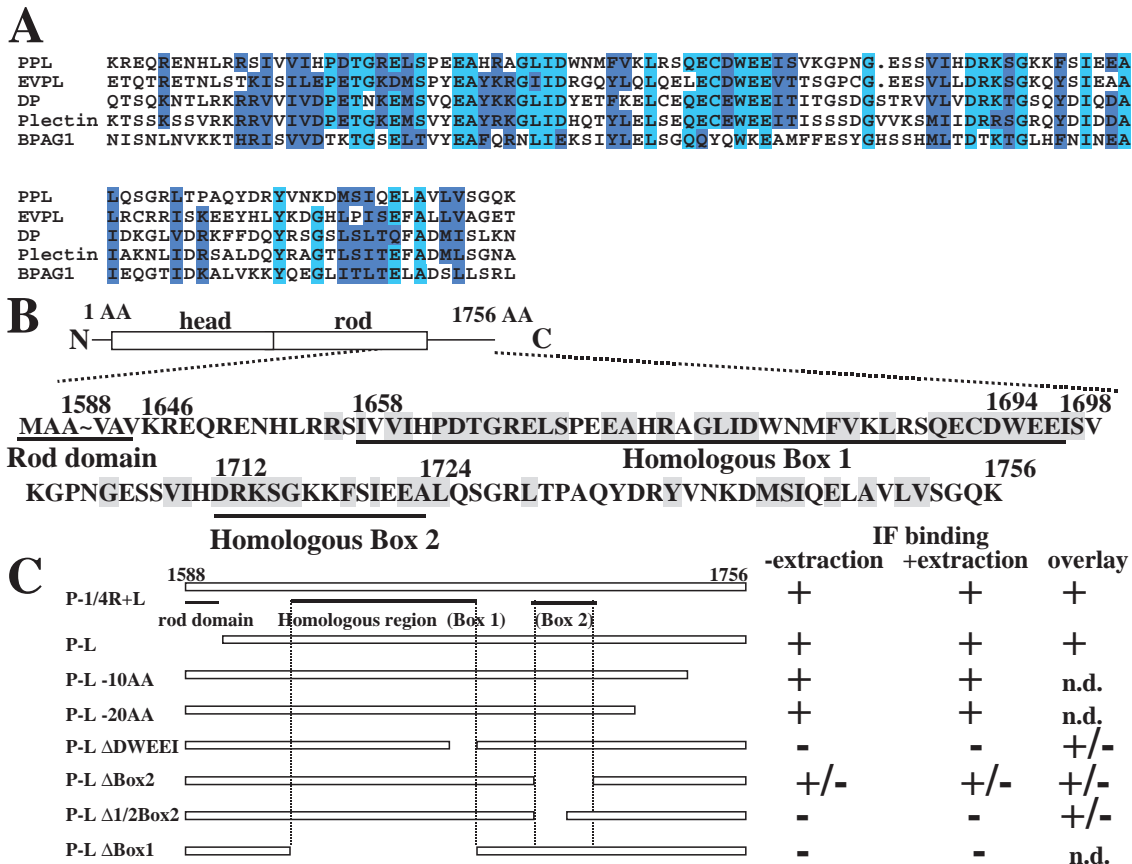 A
PPL KREQRENHLRRSIVVIHPDTGRELSPEEAHRAGLIDWNMFVKLRSQECDWEEISVKGPNG.ESSVIHDRKSGKKFSIEEA
EVPL ETQTRETNLSTKISILEPETGKDMSPYEAYKRGIIDRGQYLQLQELECDWEEVTTSGPCG.EESVLLDRKSGKQYSIEAA
DP QTSQKNTLRKRRVVIVDPETNKEMSVQEAYKKGLIDYETFKELCEQECEWEEITITGSDGSTRVVLVDRKTGSQYDIQDA
Plectin KTSSKSSVRKRRVVIVDPETGKEMSVYEAYRKGLIDHQTYLELSEQECEWEEITISSSDGVVKSMIIDRRSGRQYDIDDA
BPAG1 NISNLNVKKTHRISVVDTKTGSELTVYEAFQRNLIEKSIYLELSGQQYQWKEAMFFESYGHSSHMLTDTKTGLHFNINEA
PPL LQSGRLTPAQYDRYVNKDMSIQELAVLVSGQK
EVPL LRCRRISKEEYHLYKDGHLPISEFALLVAGET
DP IDKGLVDRKFFDQYRSGSLSLTQFADMISLKN
Plectin IAKNLIDRSALDQYRAGTLSITEFADMLSGNA
BPAG1 IEQGTIDKALVKKYQEGLITLTELADSLLSRL
B
1 AA head rod 1756 AA
N C
1588 1646 1658 1694 1698
MAA~VAVKREQRENHLRRSIVVIHPDTGRELSPEEAHRAGLIDWNMFVKLRSQECDWEEISV
Rod domain Homologous Box 1
1712 1724 1756
KGPNGESSVIHDRKSGKKFSIEEALQSGRLTPAQYDRYVNKDMSIQELAVLVSGQK
Homologous Box 2
C
IF binding
-extraction +extraction overlay
1588 1756
P-1/4R+L + + +
rod domain Homologous region (Box 1) (Box 2)
P-L + + +
P-L -10AA + + n.d.
P-L -20AA + + n.d.
P-L ΔDWEEI - - +/-
P-L ΔBox2 +/- +/- +/-
P-L Δ1/2Box2 - - +/-
P-L ΔBox1 - - n.d.